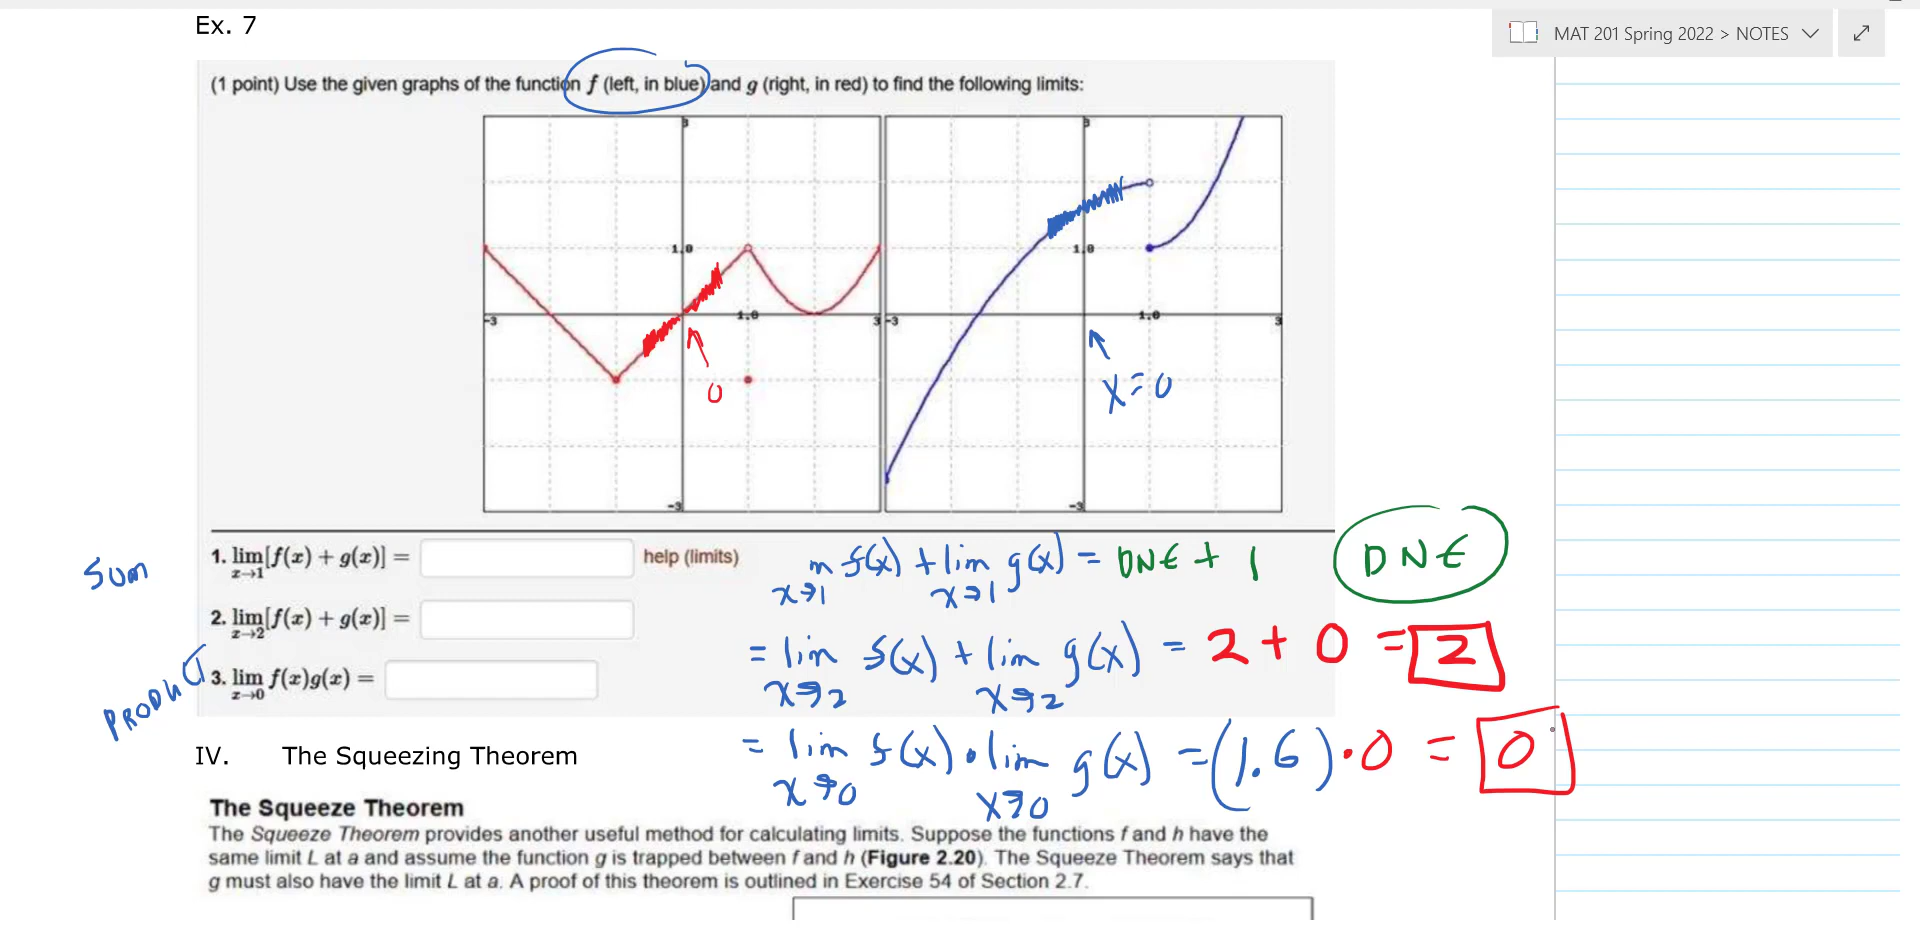 Ex. 7
MAT 201 Spring 2022 > NOTES
(1 point) Use the given graphs of the function f (left, in blue) and g (right, in red) to find the following limits:
3
3
1.0
1.0
-3
1.0
3
-3
1.0
3
0
x=0
-3
-3
Sum
1. lim x→1 [f(x) + g(x)] =
help (limits)
m x→1 f(x) + lim x→1 g(x) = DNE + 1
DNE
2. lim x→2 [f(x) + g(x)] =
= lim x→2 f(x) + lim x→2 g(x) = 2 + 0 = 2
PRODUCT
3. lim x→0 f(x)g(x) =
= lim x→0 f(x) • lim x→0 g(x) = (1.6) • 0 = 0
IV. The Squeezing Theorem
The Squeeze Theorem
The Squeeze Theorem provides another useful method for calculating limits. Suppose the functions f and h have the
same limit L at a and assume the function g is trapped between f and h (Figure 2.20). The Squeeze Theorem says that
g must also have the limit L at a. A proof of this theorem is outlined in Exercise 54 of Section 2.7.